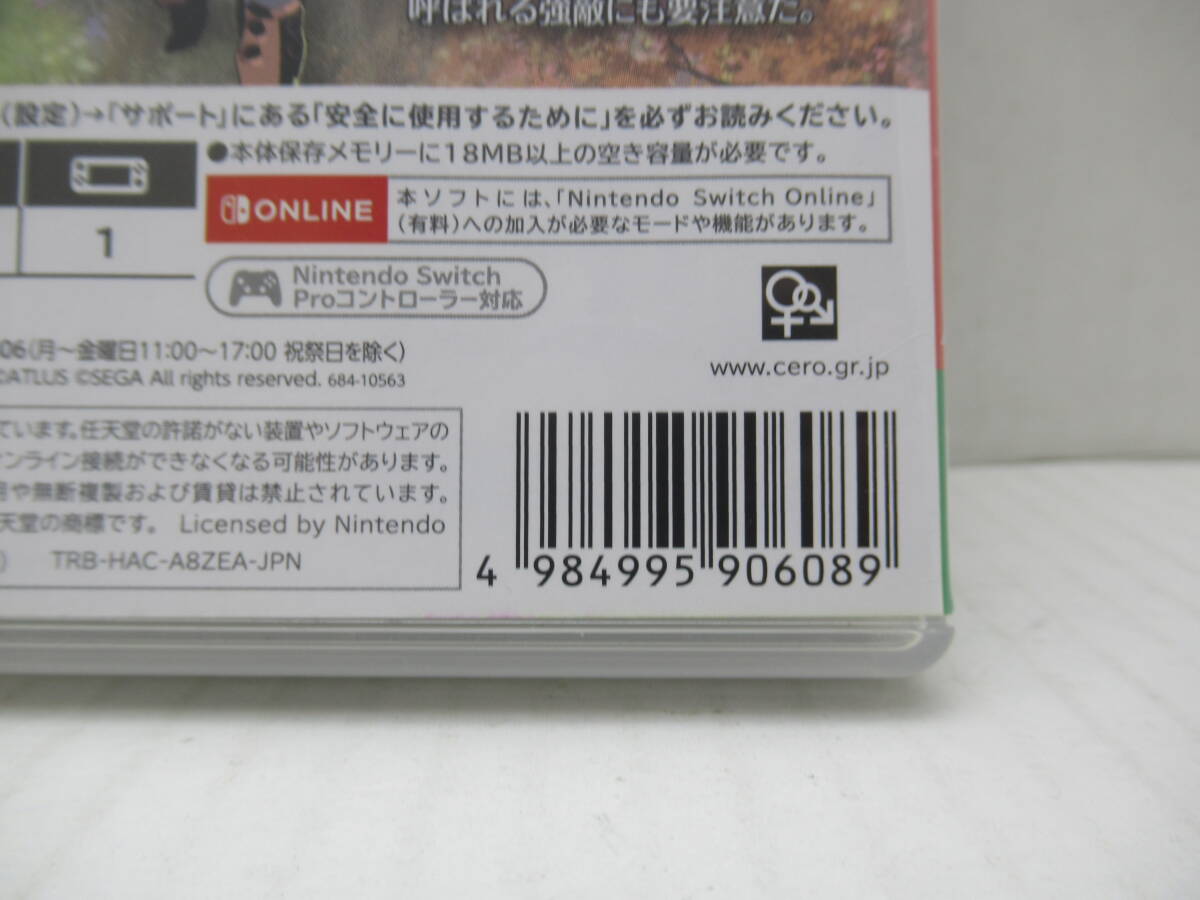 呼ばれる強敵にも要注意だ。
(設定)→「サポート」にある「安全に使用するために」を必ずお読みください。
●本体保存メモリーに18MB以上の空き容量が必要です。
ONLINE
本ソフトには、「Nintendo Switch Online」
(有料)への加入が必要なモードや機能があります。
1
Nintendo Switch
Proコントローラー対応
06(月~金曜日11:00~17:00 祝祭日を除く)
©ATLUS ©SEGA All rights reserved. 684-10563
www.cero.gr.jp
ています。任天堂の許諾がない装置やソフトウェアの
オンライン接続ができなくなる可能性があります。
や無断複製および賃貸は禁止されています。
天堂の商標です。 Licensed by Nintendo
) TRB-HAC-A8ZEA-JPN
4 984995 906089